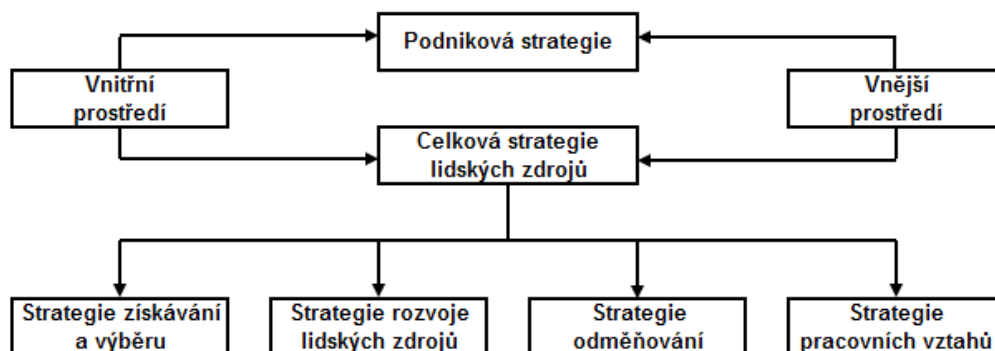 Podniková strategie
Vnitřní
prostředí
Vnější
prostředí
Celková strategie
lidských zdrojů
Strategie získávání
a výběru
Strategie rozvoje
lidských zdrojů
Strategie
odměňování
Strategie
pracovních vztahů